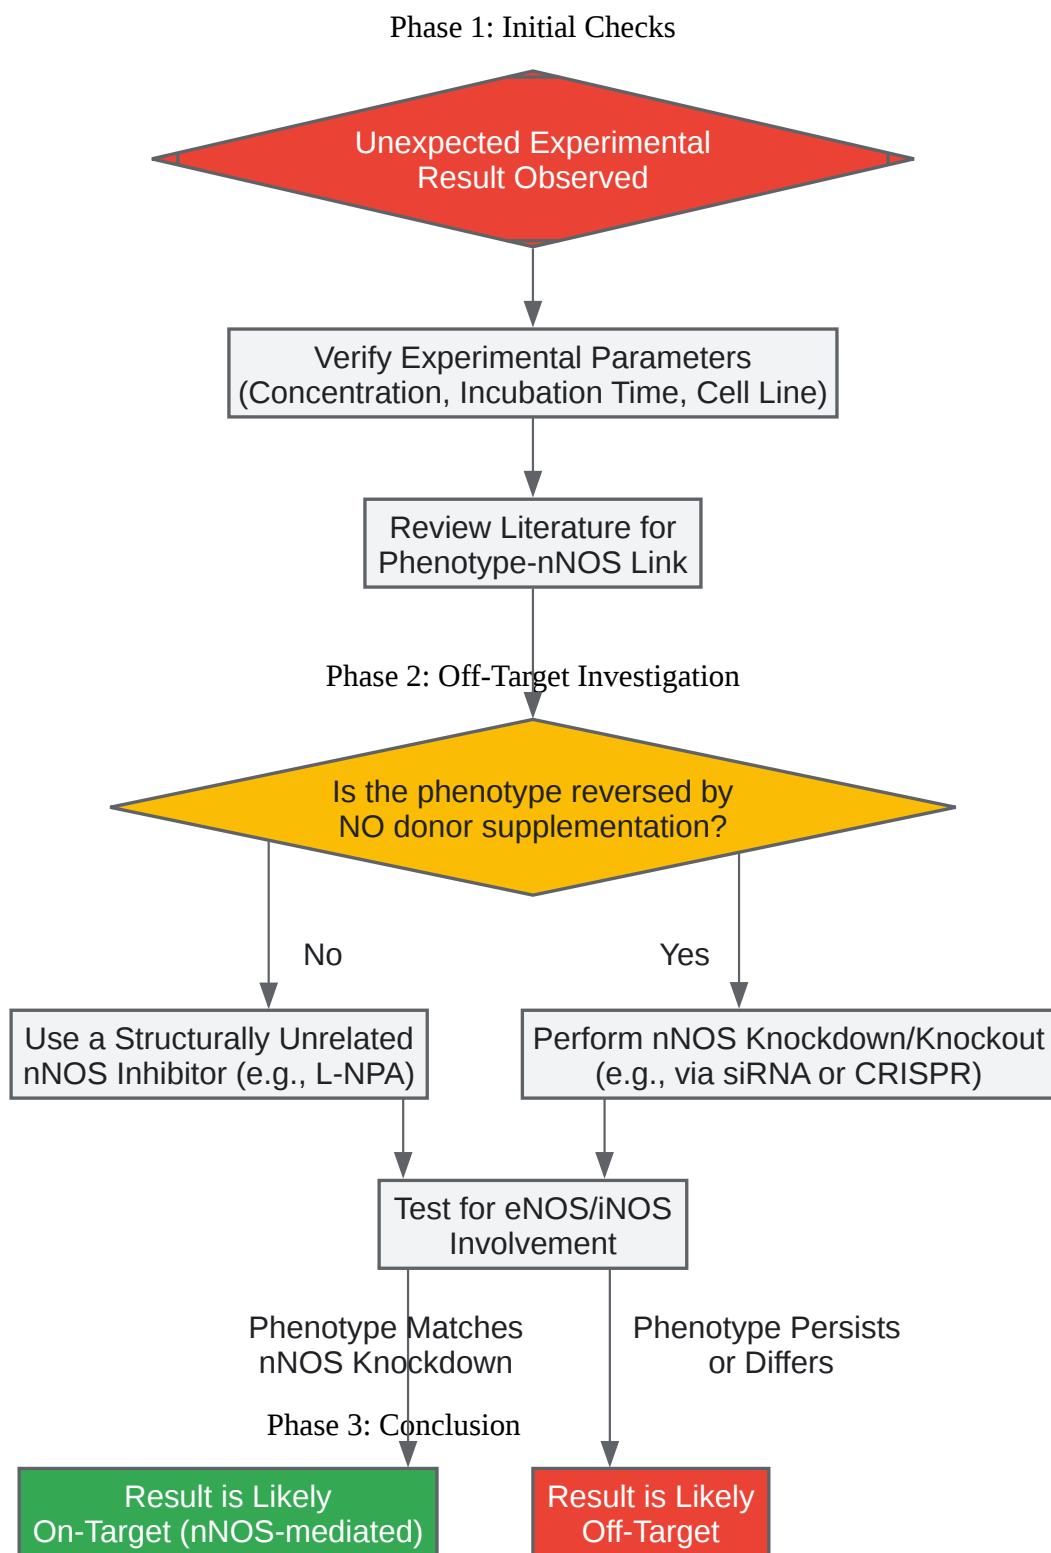 Phase 1: Initial Checks
Unexpected Experimental
Result Observed
Verify Experimental Parameters
(Concentration, Incubation Time, Cell Line)
Review Literature for
Phenotype-nNOS Link
Phase 2: Off-Target Investigation
Is the phenotype reversed by
NO donor supplementation?
No
Yes
Use a Structurally Unrelated
nNOS Inhibitor (e.g., L-NPA)
Perform nNOS Knockdown/Knockout
(e.g., via siRNA or CRISPR)
Test for eNOS/iNOS
Involvement
Phenotype Matches
nNOS Knockdown
Phenotype Persists
or Differs
Phase 3: Conclusion
Result is Likely
On-Target (nNOS-mediated)
Result is Likely
Off-Target